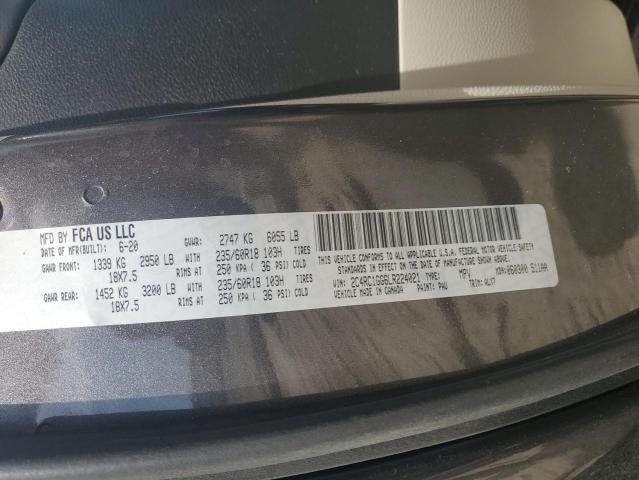 MFD BY FCA US LLC
DATE OF MFR(BUILT): 6-20 GVWR: 2747 KG 6055 LB
GAWR FRONT: 1339 KG 2950 LB WITH 235/60R18 103H TIRES
18X7.5 RIMS AT 250 KPA ( 36 PSI) COLD
GAWR REAR: 1452 KG 3200 LB WITH 235/60R18 103H TIRES
18X7.5 RIMS AT 250 KPA ( 36 PSI) COLD
THIS VEHICLE CONFORMS TO ALL APPLICABLE U.S.A. FEDERAL MOTOR VEHICLE SAFETY
STANDARDS IN EFFECT ON THE DATE OF MANUFACTURE SHOWN ABOVE.
VIN: 2C4RC1GG6LR224021 TYPE: MPV 060300 511AA
VEHICLE MADE IN CANADA PAINT: PAU TRIM: ALX7